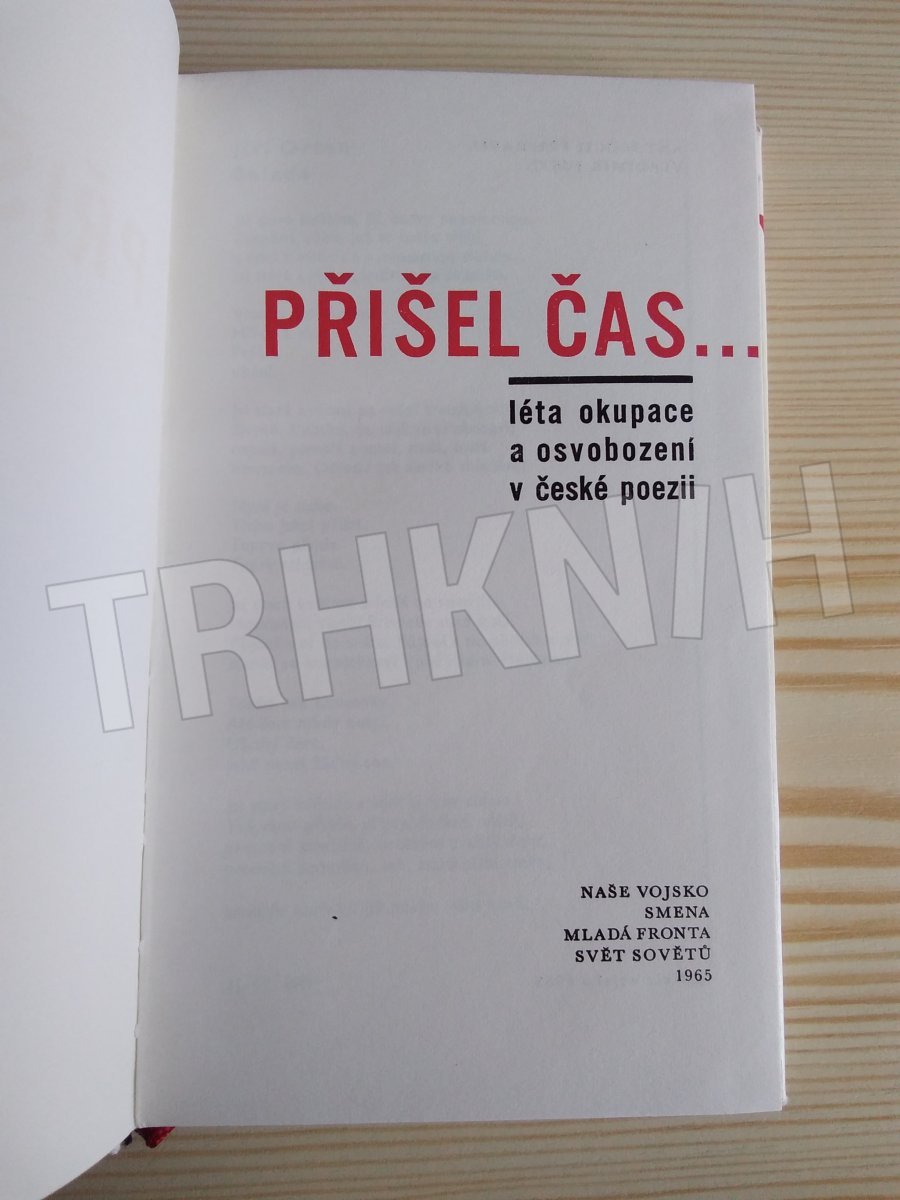 PŘIŠEL ČAS...
léta okupace
a osvobození
v české poezii
TRHKNIH
NAŠE VOJSKO
SMENA
MLADÁ FRONTA
SVĚT SOVĚTŮ
1965